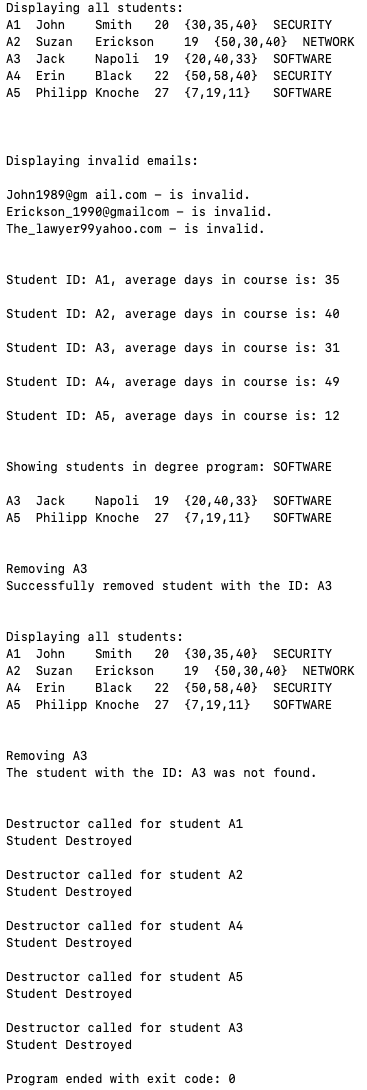 Displaying all students:
A1  John    Smith   20  {30,35,40}  SECURITY
A2  Suzan   Erickson    19  {50,30,40}  NETWORK
A3  Jack    Napoli  19  {20,40,33}  SOFTWARE
A4  Erin    Black   22  {50,58,40}  SECURITY
A5  Philipp Knoche  27  {7,19,11}   SOFTWARE
Displaying invalid emails:
John1989@gm ail.com – is invalid.
Erickson_1990@gmailcom – is invalid.
The_lawyer99yahoo.com – is invalid.
Student ID: A1, average days in course is: 35
Student ID: A2, average days in course is: 40
Student ID: A3, average days in course is: 31
Student ID: A4, average days in course is: 49
Student ID: A5, average days in course is: 12
Showing students in degree program: SOFTWARE
A3  Jack    Napoli  19  {20,40,33}  SOFTWARE
A5  Philipp Knoche  27  {7,19,11}   SOFTWARE
Removing A3
Successfully removed student with the ID: A3
Displaying all students:
A1  John    Smith   20  {30,35,40}  SECURITY
A2  Suzan   Erickson    19  {50,30,40}  NETWORK
A4  Erin    Black   22  {50,58,40}  SECURITY
A5  Philipp Knoche  27  {7,19,11}   SOFTWARE
Removing A3
The student with the ID: A3 was not found.
Destructor called for student A1
Student Destroyed
Destructor called for student A2
Student Destroyed
Destructor called for student A4
Student Destroyed
Destructor called for student A5
Student Destroyed
Destructor called for student A3
Student Destroyed
Program ended with exit code: 0